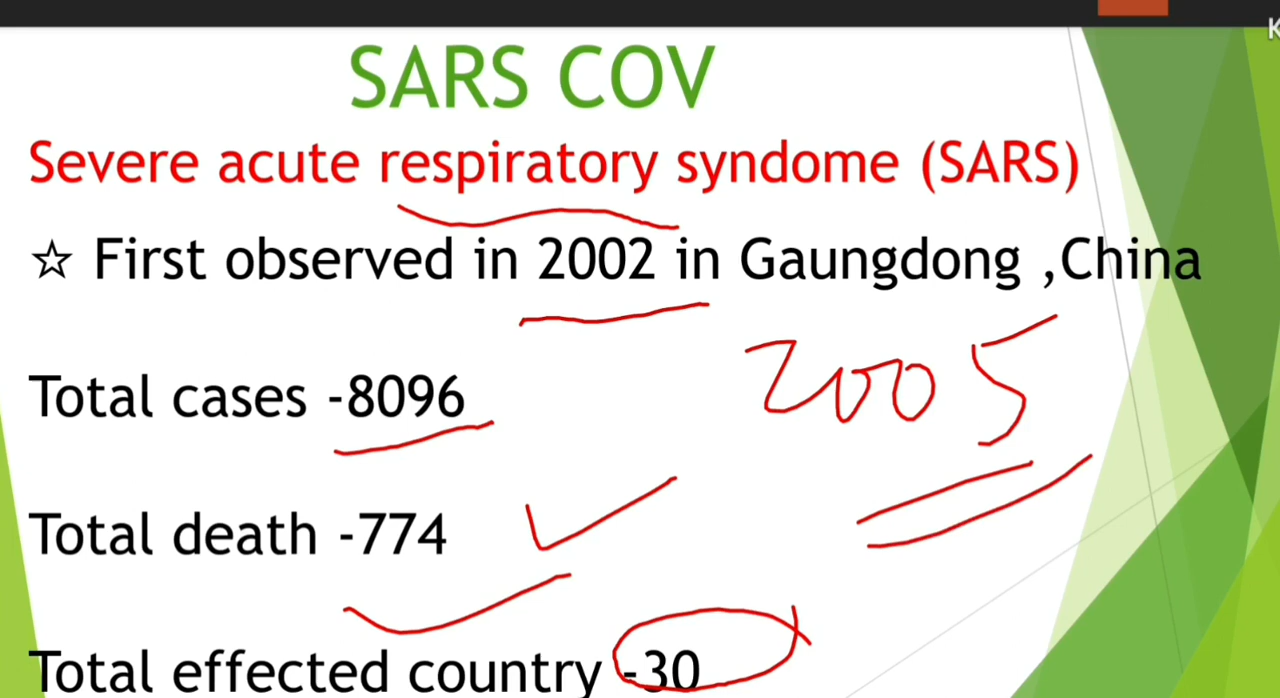 SARS COV
Severe acute respiratory syndome (SARS)
☆ First observed in 2002 in Gaungdong ,China
2005
Total cases -8096
Total death -774
Total effected country -30